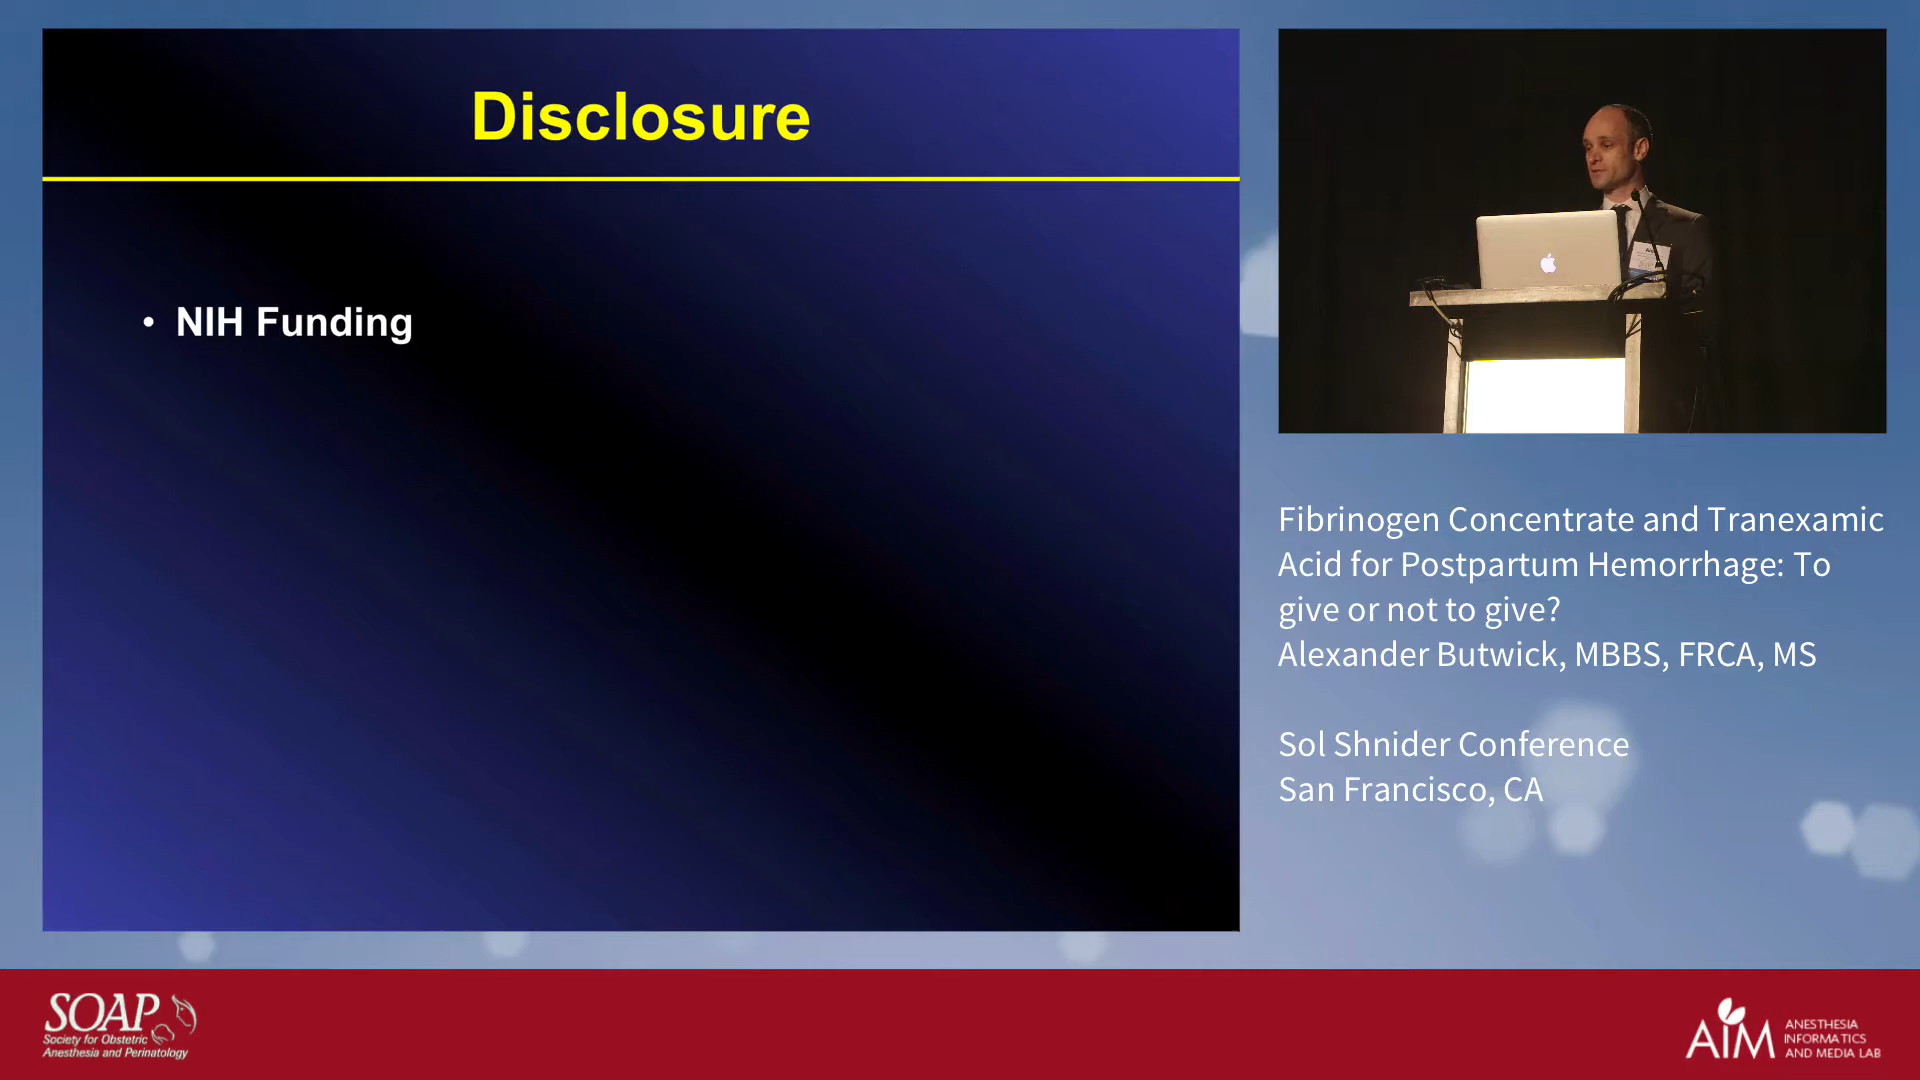 Disclosure
• NIH Funding
Fibrinogen Concentrate and Tranexamic
Acid for Postpartum Hemorrhage: To
give or not to give?
Alexander Butwick, MBBS, FRCA, MS
Sol Shnider Conference
San Francisco, CA
SOAP
Society for Obstetric
Anesthesia and Perinatology
AIM
ANESTHESIA
INFORMATICS
AND MEDIA LAB